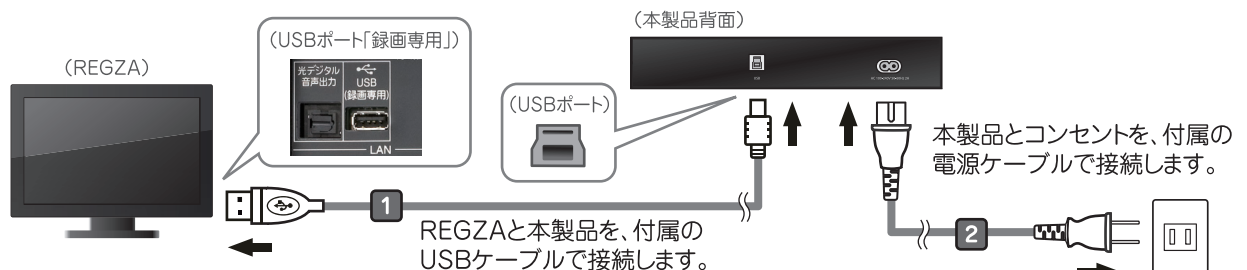 (REGZA)
(USBポート「録画専用」)
光デジタル
音声出力
USB
(録画専用)
LAN
(本製品背面)
(USBポート)
1
REGZAと本製品を、付属の
USBケーブルで接続します。
本製品とコンセントを、付属の
電源ケーブルで接続します。
2